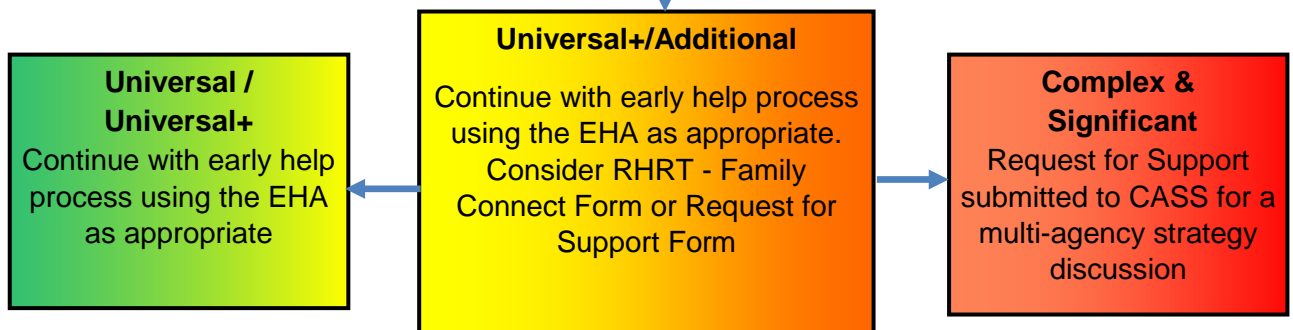 Universal /
Universal+
Continue with early help
process using the EHA
as appropriate
Universal+/Additional
Continue with early help process
using the EHA as appropriate.
Consider RHRT - Family
Connect Form or Request for
Support Form
Complex &
Significant
Request for Support
submitted to CASS for a
multi-agency strategy
discussion